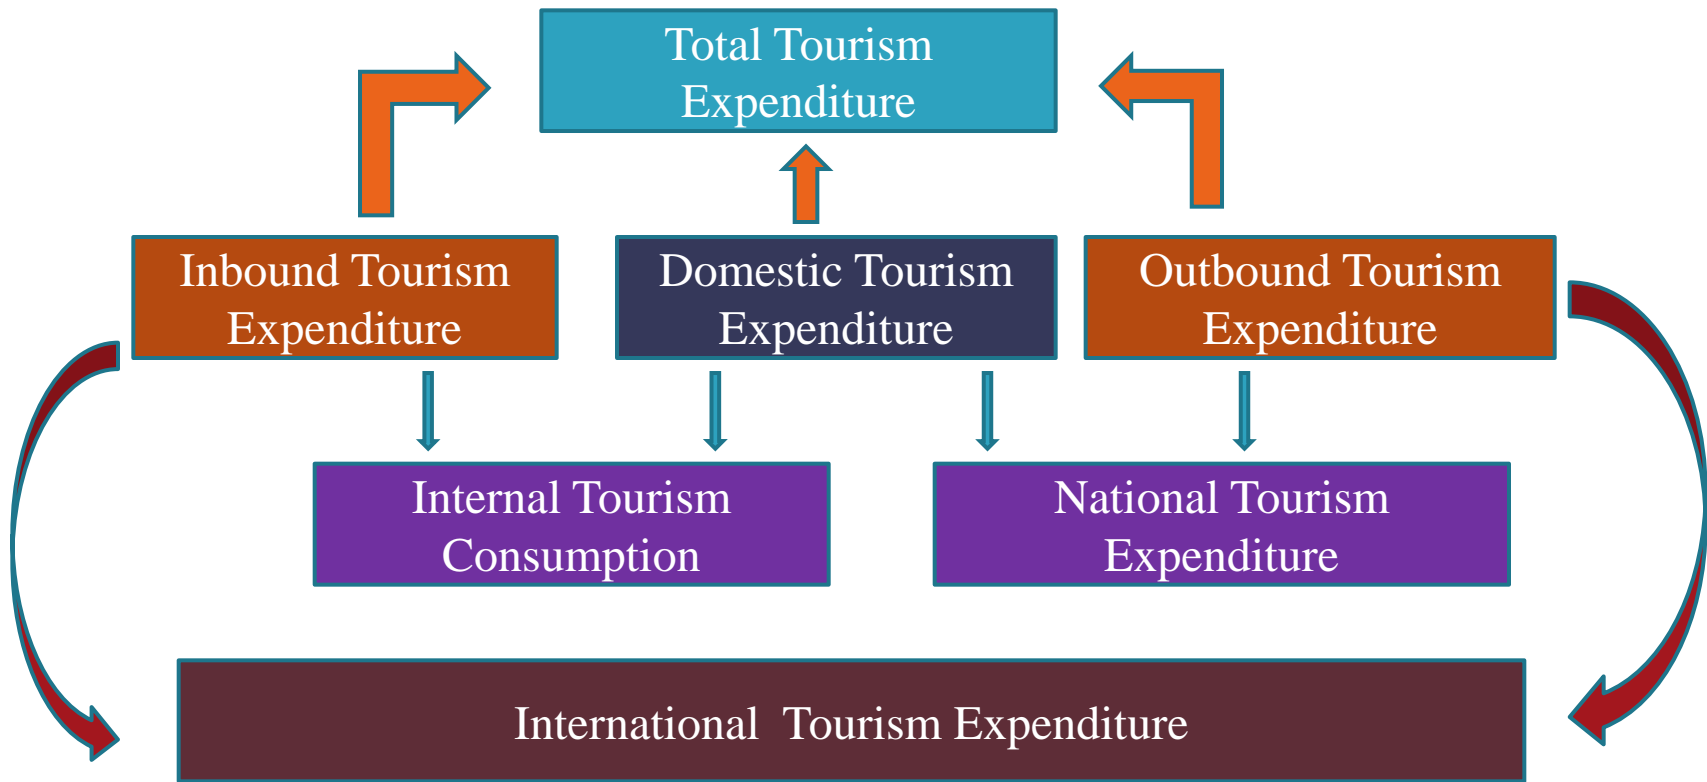 Total Tourism
Expenditure
Inbound Tourism
Expenditure
Domestic Tourism
Expenditure
Outbound Tourism
Expenditure
Internal Tourism
Consumption
National Tourism
Expenditure
International  Tourism Expenditure